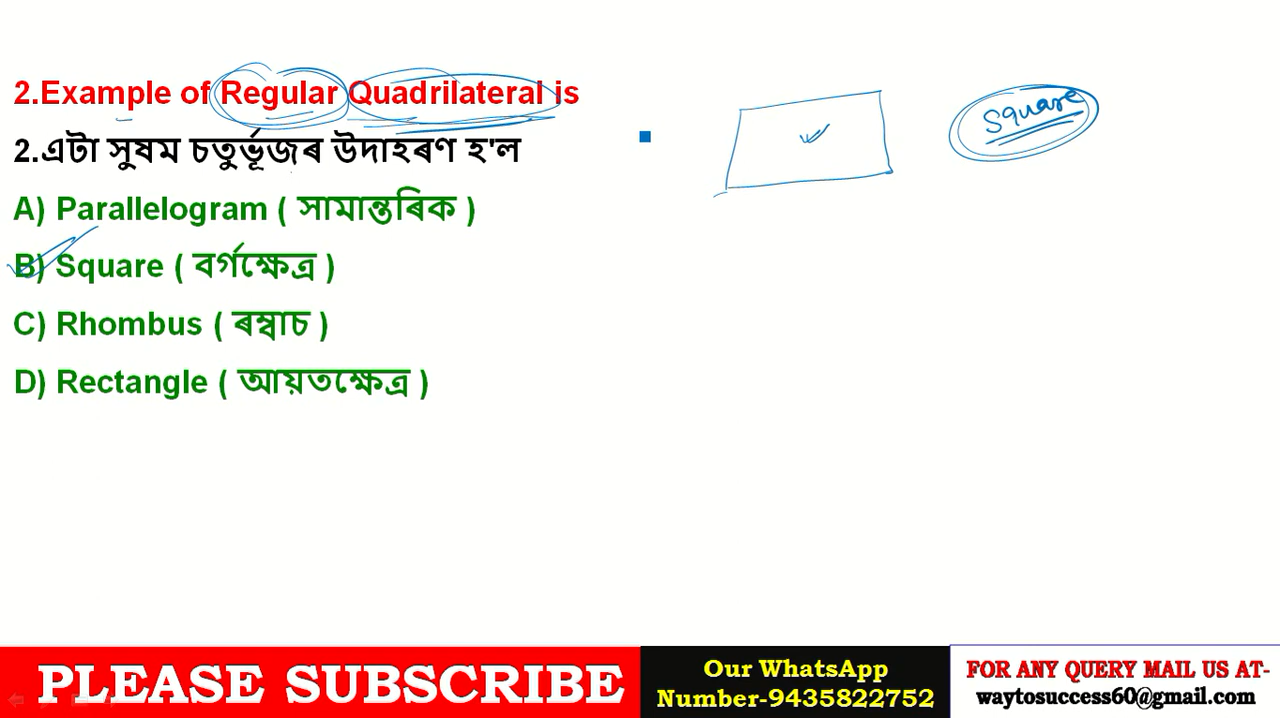 2.Example of Regular Quadrilateral is
2.এটা সুষম চতুৰ্ভূজৰ উদাহৰণ হ'ল
A) Parallelogram ( সামান্তৰিক )
B) Square ( বৰ্গক্ষেত্ৰ )
C) Rhombus ( ৰম্বাচ )
D) Rectangle ( আয়তক্ষেত্ৰ )
Square
PLEASE SUBSCRIBE
Our WhatsApp
Number-9435822752
FOR ANY QUERY MAIL US AT-
waytosuccess60@gmail.com